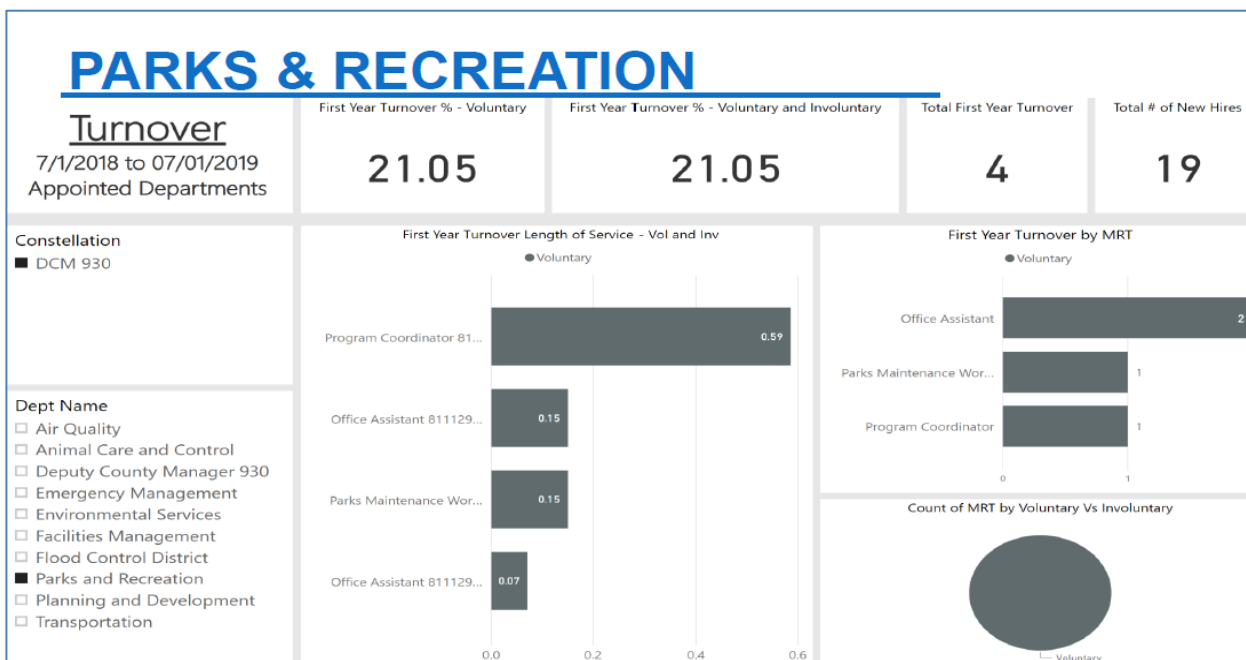 PARKS & RECREATION
Turnover
7/1/2018 to 07/01/2019
Appointed Departments
First Year Turnover % - Voluntary
21.05
First Year Turnover % - Voluntary and Involuntary
21.05
Total First Year Turnover
4
Total # of New Hires
19
Constellation
DCM 930
Dept Name
Air Quality
Animal Care and Control
Deputy County Manager 930
Emergency Management
Environmental Services
Facilities Management
Flood Control District
Parks and Recreation
Planning and Development
Transportation
First Year Turnover Length of Service - Vol and Inv
Voluntary
Program Coordinator 81... 0.59
Office Assistant 811129... 0.15
Parks Maintenance Wor... 0.15
Office Assistant 811129... 0.07
0.0 0.2 0.4 0.6
First Year Turnover by MRT
Voluntary
Office Assistant 2
Parks Maintenance Wor... 1
Program Coordinator 1
0 1
Count of MRT by Voluntary Vs Involuntary
Voluntary